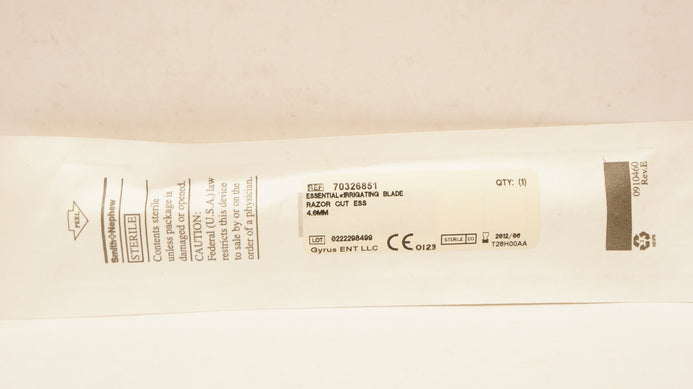 PEEL
Smith+Nephew
STERILE
Contents sterile
unless package is
damaged or opened.
CAUTION:
Federal (U.S.A.) law
restricts this device
to sale by or on the
order of a physician.
REF 70326851
QTY: (1)
ESSENTIAL IRRIGATING BLADE
RAZOR CUT ESS
4.0MM
LOT 0222298499
CE 0123
STERILE EO
2012/06
Gyrus ENT LLC
T28H00AA
0910460
Rev.E